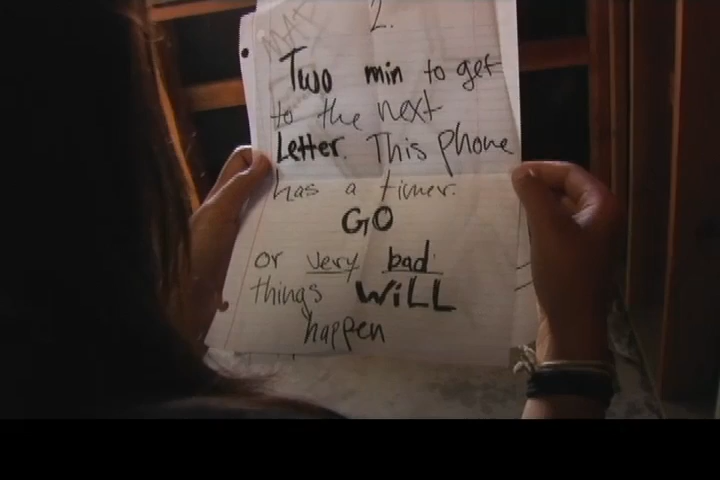 2.
Two min to get
to the next
Letter. This phone
has a timer.
GO
or very bad
things WiLL
happen